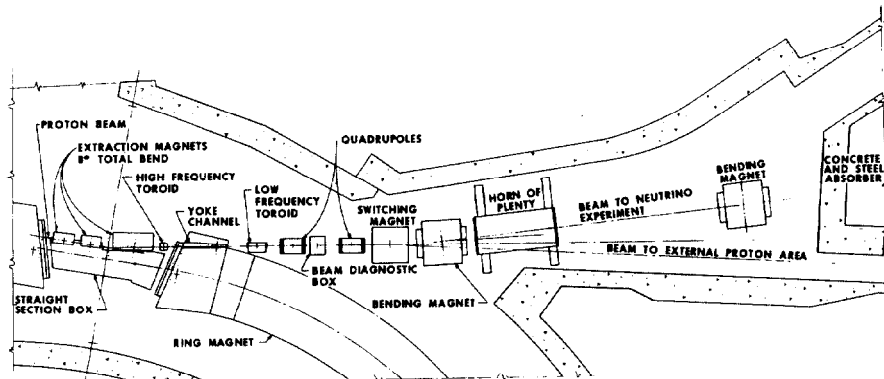 PROTON BEAM
EXTRACTION MAGNETS
8° TOTAL BEND
HIGH FREQUENCY
TOROID
YOKE
CHANNEL
LOW
FREQUENCY
TOROID
QUADRUPOLES
SWITCHING
MAGNET
HORN OF
PLENTY
BEAM TO NEUTRINO
EXPERIMENT
BENDING
MAGNET
CONCRETE
AND STEEL
ABSORBER
BEAM TO EXTERNAL PROTON AREA
BEAM DIAGNOSTIC
BOX
BENDING MAGNET
STRAIGHT
SECTION BOX
RING MAGNET